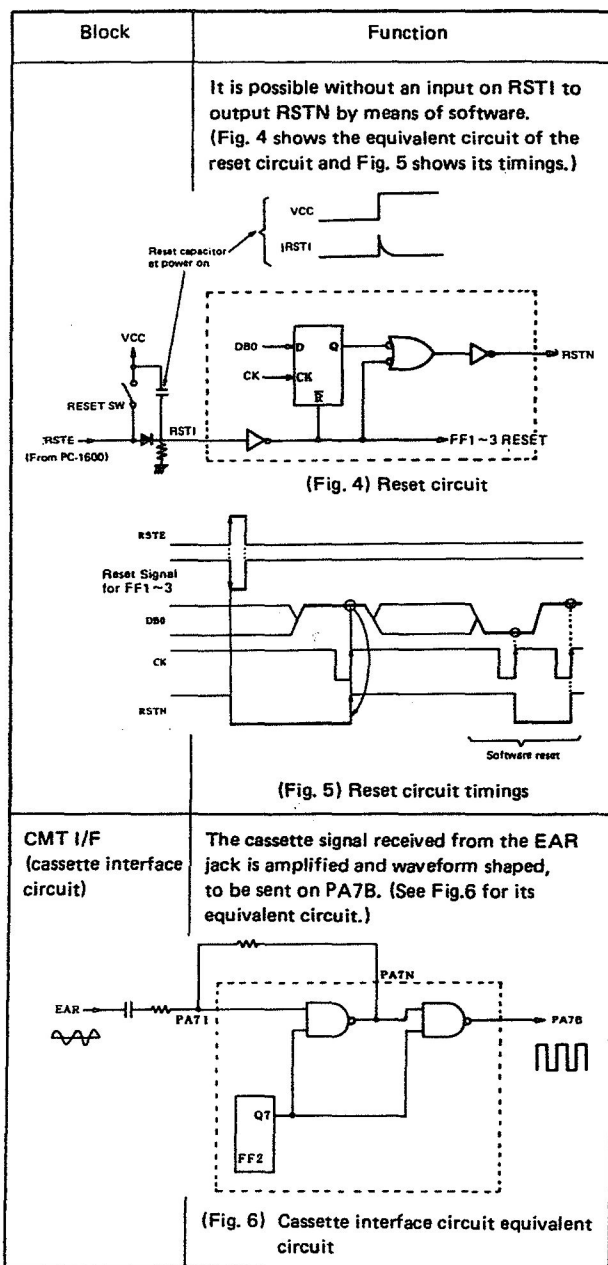 Block
Function
It is possible without an input on RSTI to
output RSTN by means of software.
(Fig. 4 shows the equivalent circuit of the
reset circuit and Fig. 5 shows its timings.)
VCC
RSTI
Reset capacitor
at power on
VCC
DB0
D
Q
CK
CK
R
RSTN
RESET SW
RSTE
(From PC-1600)
RSTI
FF1~3 RESET
(Fig. 4) Reset circuit
RSTE
Reset Signal
for FF1~3
DB0
CK
RSTN
Software reset
(Fig. 5) Reset circuit timings
CMT I/F
(cassette interface
circuit)
The cassette signal received from the EAR
jack is amplified and waveform shaped,
to be sent on PA7B. (See Fig.6 for its
equivalent circuit.)
EAR
PA7I
PA7N
PA7B
Q7
FF2
(Fig. 6) Cassette interface circuit equivalent
circuit